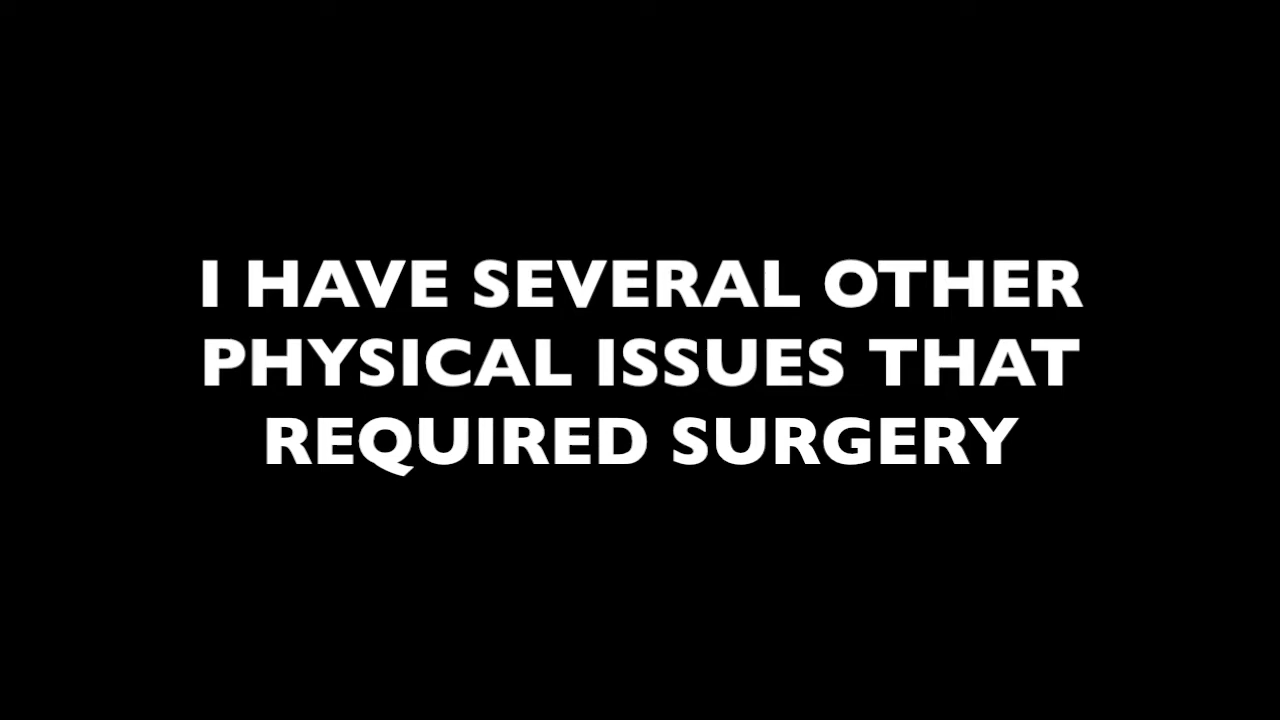 I HAVE SEVERAL OTHER
PHYSICAL ISSUES THAT
REQUIRED SURGERY